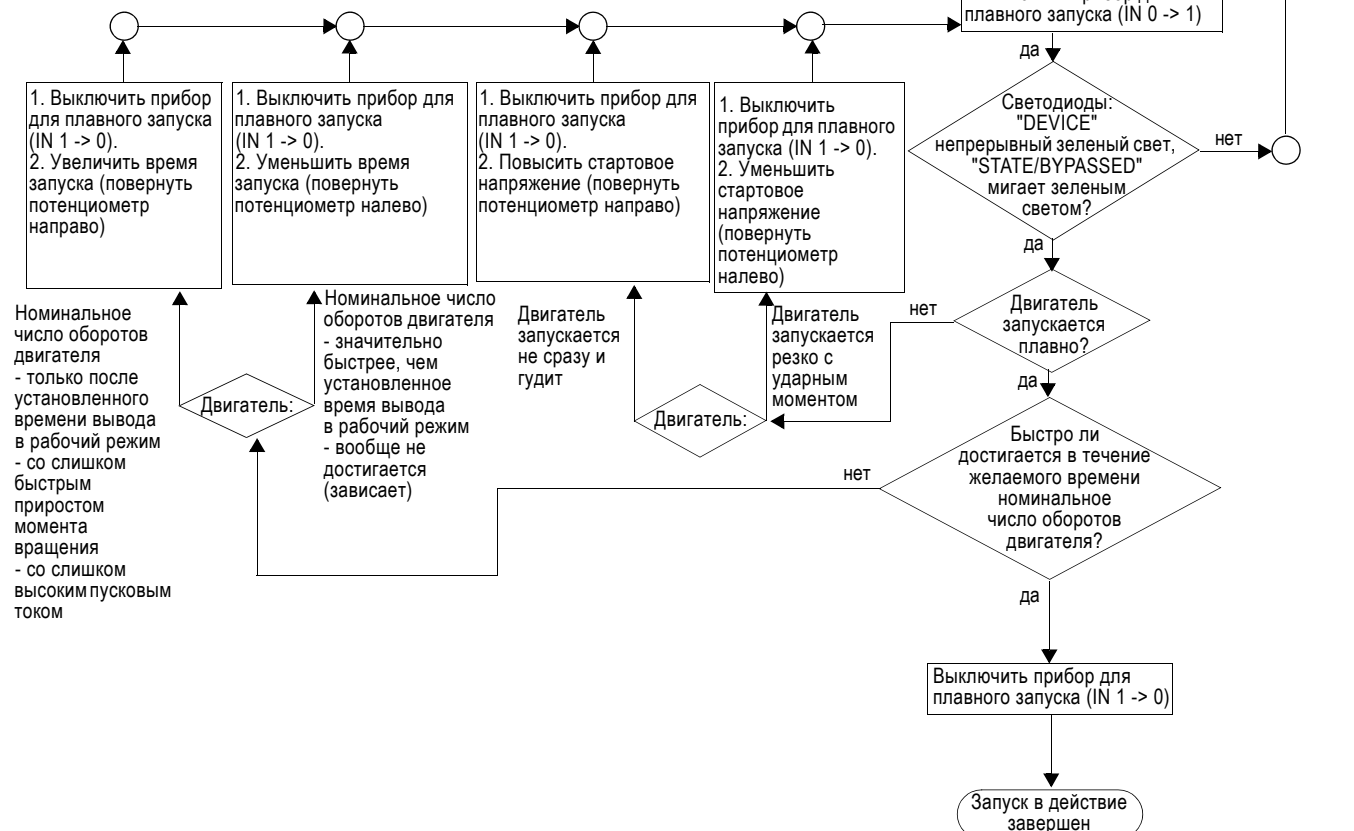 плавного запуска (IN 0 -> 1)
да
Светодиоды:
"DEVICE"
непрерывный зеленый свет,
"STATE/BYPASSED"
мигает зеленым
светом?
нет
да
1. Выключить прибор
для плавного запуска
(IN 1 -> 0).
2. Увеличить время
запуска (повернуть
потенциометр
направо)
1. Выключить прибор для
плавного запуска
(IN 1 -> 0).
2. Уменьшить время
запуска (повернуть
потенциометр налево)
1. Выключить прибор для
плавного запуска
(IN 1 -> 0).
2. Повысить стартовое
напряжение (повернуть
потенциометр направо)
1. Выключить
прибор для плавного
запуска (IN 1 -> 0).
2. Уменьшить
стартовое
напряжение
(повернуть
потенциометр
налево)
Номинальное
число оборотов
двигателя
- только после
установленного
времени вывода
в рабочий режим
- со слишком
быстрым
приростом
момента
вращения
- со слишком
высоким пусковым
током
Двигатель:
Номинальное число
оборотов двигателя
- значительно
быстрее, чем
установленное
время вывода
в рабочий режим
- вообще не
достигается
(зависает)
Двигатель
запускается
не сразу и
гудит
Двигатель:
Двигатель
запускается
резко с
ударным
моментом
нет
Двигатель
запускается
плавно?
да
нет
Быстро ли
достигается в течение
желаемого времени
номинальное
число оборотов
двигателя?
да
Выключить прибор для
плавного запуска (IN 1 -> 0)
Запуск в действие
завершен